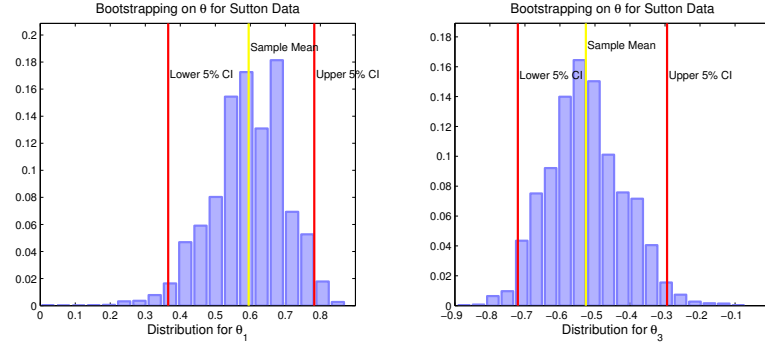 Bootstrapping on θ for Sutton Data
0.2
0.18
0.16
0.14
0.12
0.1
0.08
0.06
0.04
0.02
0
Sample Mean
Lower 5% CI
Upper 5% CI
0 0.1 0.2 0.3 0.4 0.5 0.6 0.7 0.8
Distribution for θ1
Bootstrapping on θ for Sutton Data
0.18
0.16
0.14
0.12
0.1
0.08
0.06
0.04
0.02
0
Sample Mean
Lower 5% CI
Upper 5% CI
−0.9 −0.8 −0.7 −0.6 −0.5 −0.4 −0.3 −0.2 −0.1
Distribution for θ3